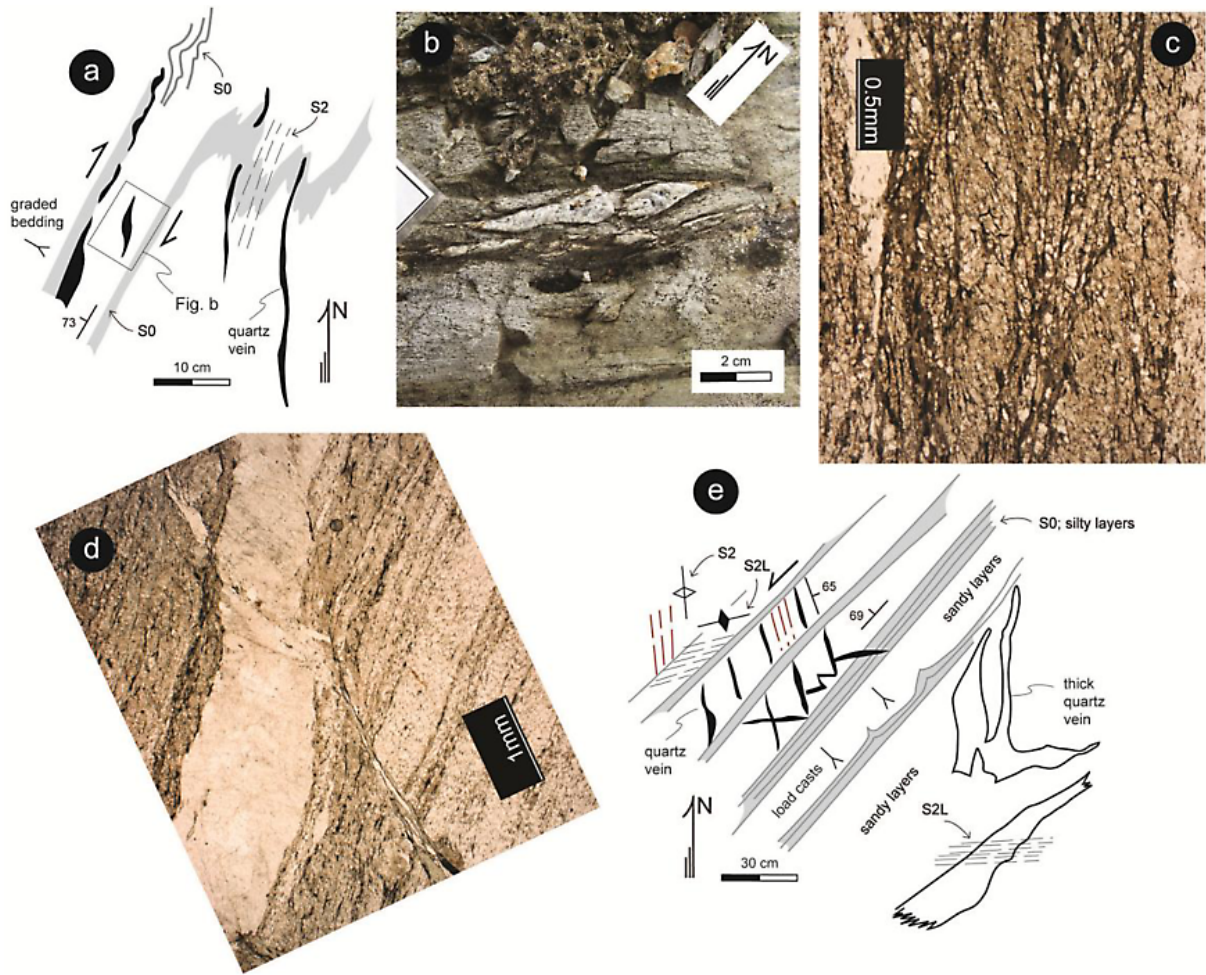 a
S0
S2
graded
bedding
Fig. b
73
S0
quartz
vein
N
10 cm
b
N
2 cm
c
0.5mm
d
1mm
e
S0; silty layers
S2
S2L
65
69
sandy layers
thick
quartz
vein
quartz
vein
load casts
sandy layers
S2L
N
30 cm